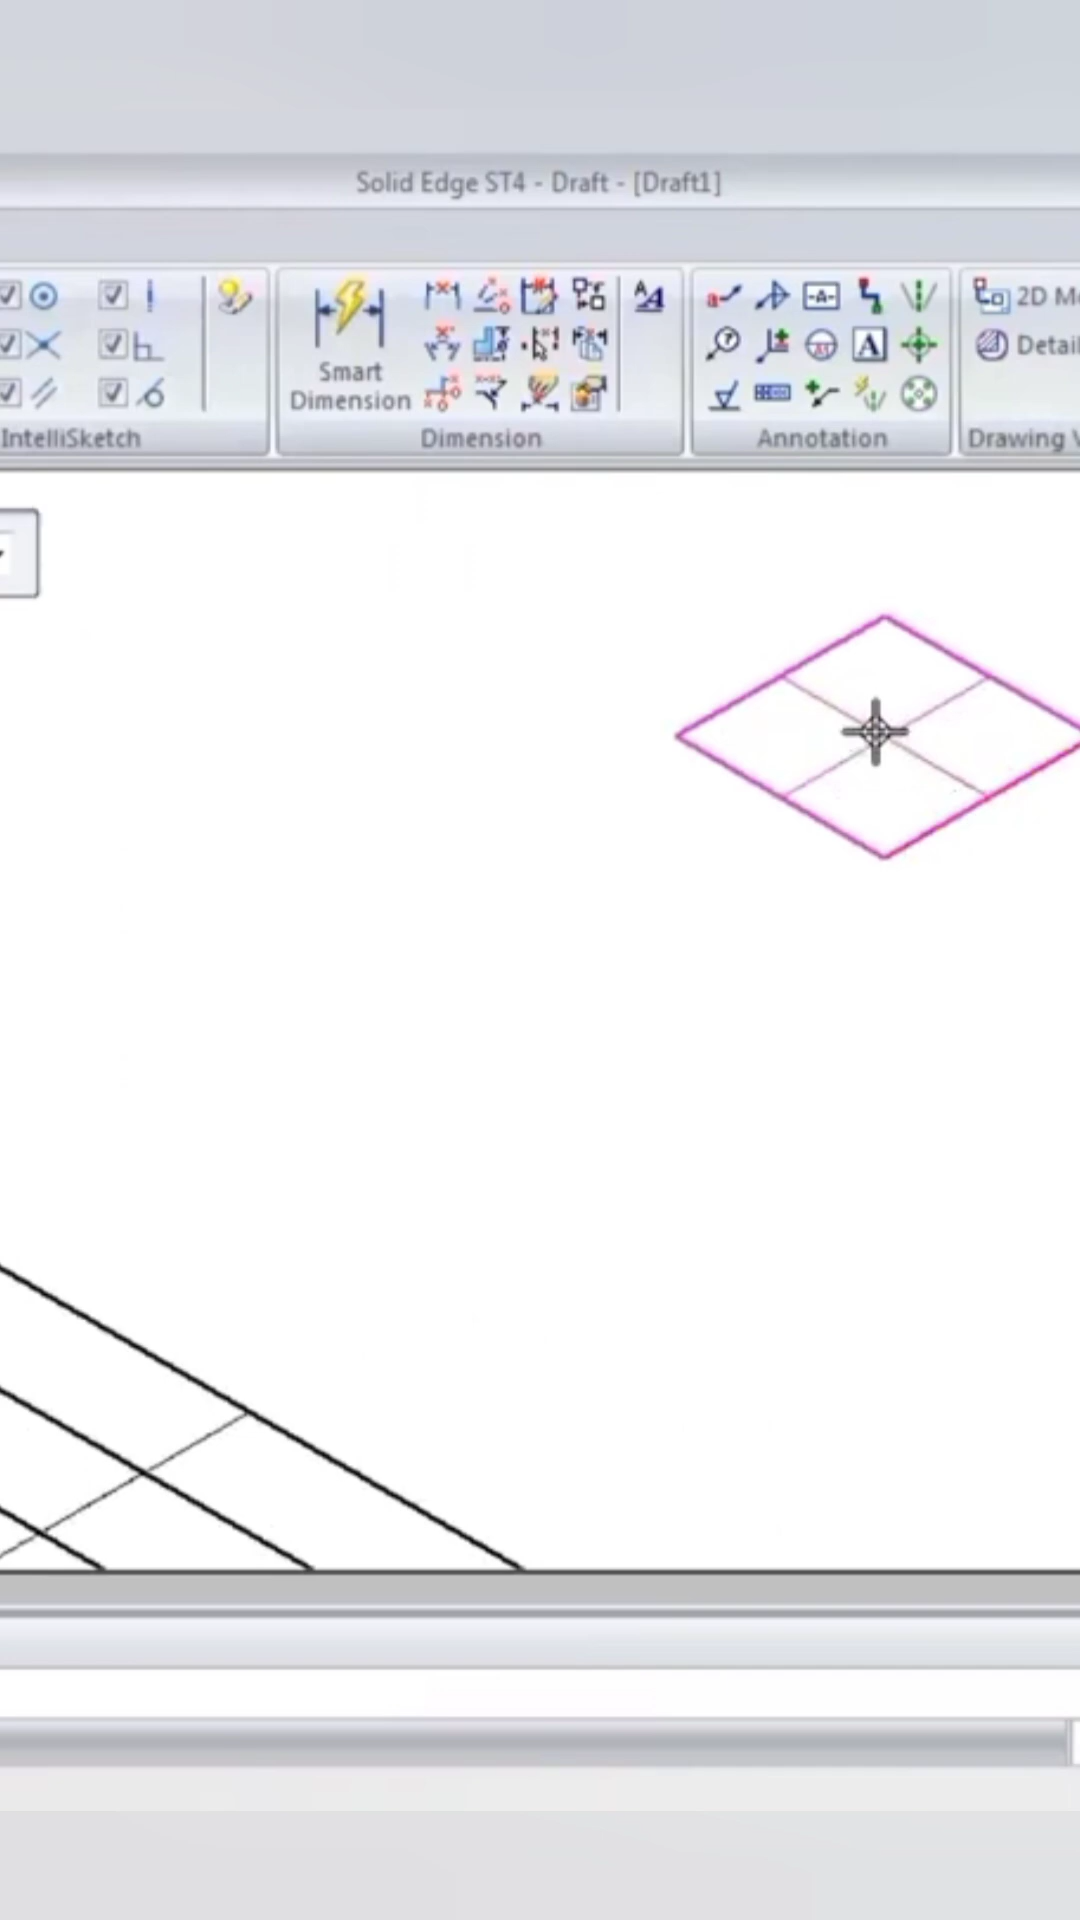 Solid Edge ST4 - Draft - [Draft1]
2D
Smart
Dimension
Detail
IntelliSketch
Dimension
Annotation
Drawing